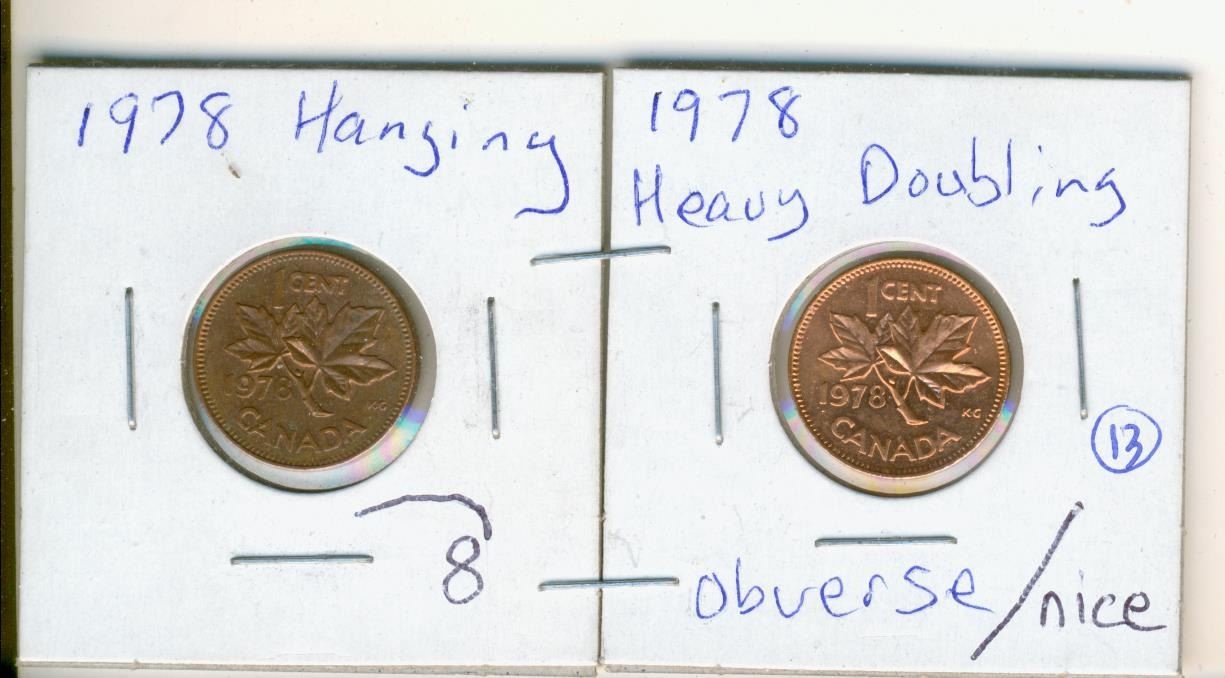 1978 Hanging
1 CENT
1978
KG
CANADA
8
1978
Heavy Doubling
1 CENT
1978
KG
CANADA
13
obverse/nice